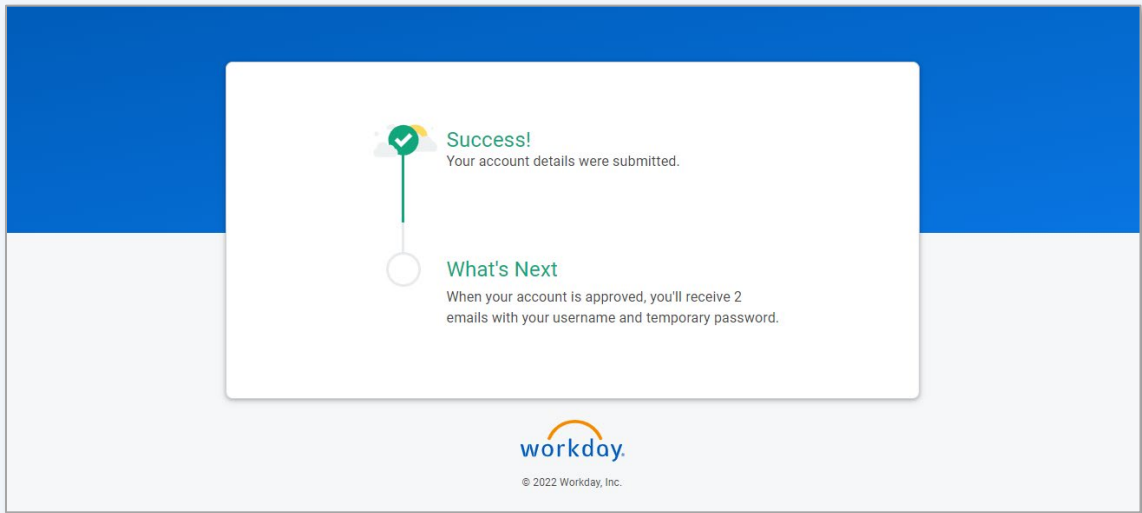 Success!
Your account details were submitted.
What's Next
When your account is approved, you'll receive 2
emails with your username and temporary password.
workday.
© 2022 Workday, Inc.